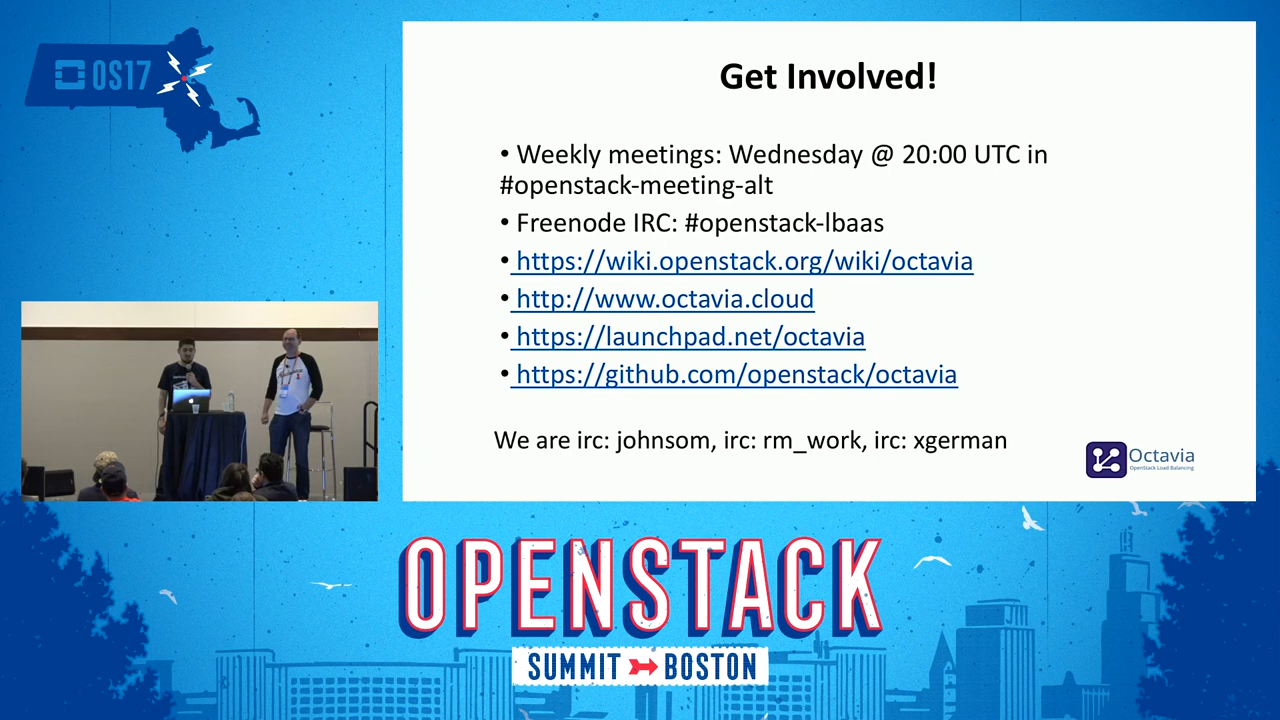 OS17
Get Involved!
• Weekly meetings: Wednesday @ 20:00 UTC in
#openstack-meeting-alt
• Freenode IRC: #openstack-lbaas
• https://wiki.openstack.org/wiki/octavia
• http://www.octavia.cloud
• https://launchpad.net/octavia
• https://github.com/openstack/octavia
We are irc: johnsom, irc: rm_work, irc: xgerman
Octavia
OpenStack Load Balancing
OPENSTACK
SUMMIT BOSTON